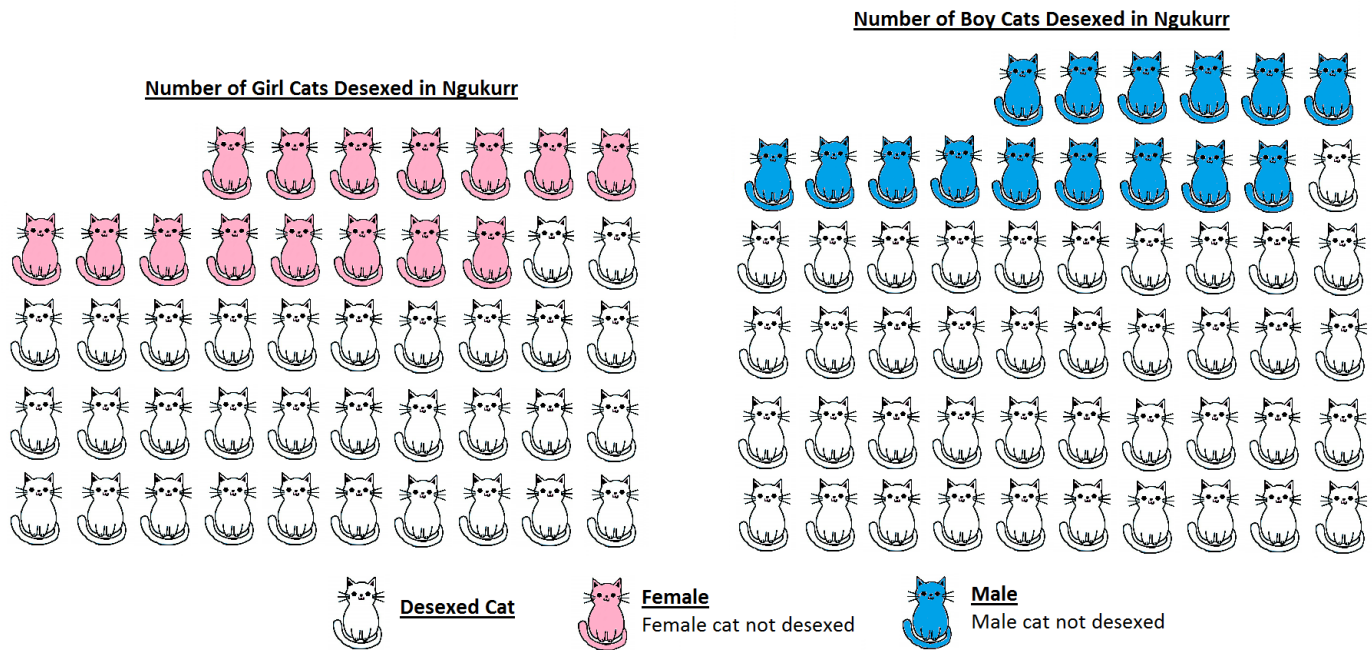 Number of Girl Cats Desexed in Ngukurr
Number of Boy Cats Desexed in Ngukurr
Desexed Cat
Female
Female cat not desexed
Male
Male cat not desexed